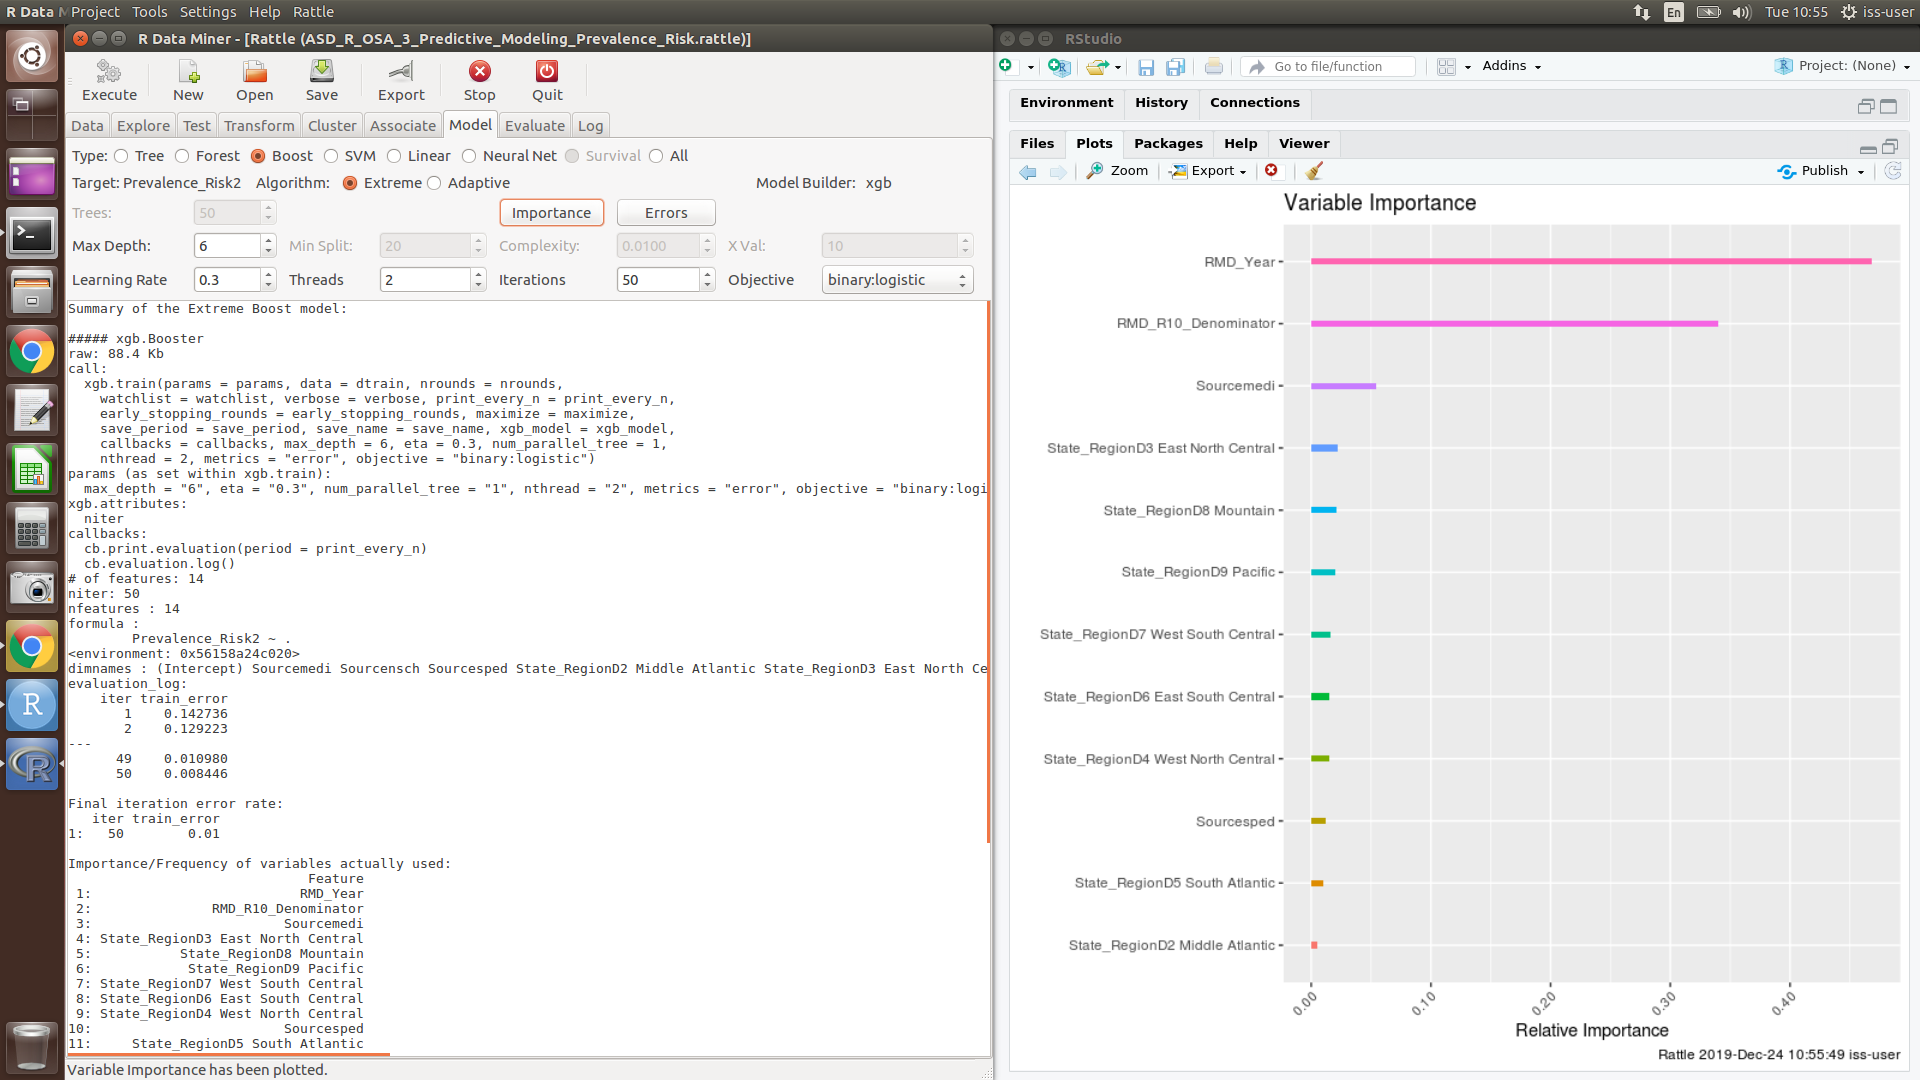 R Data M Project Tools Settings Help Rattle
En Tue 10:55 iss-user
R Data Miner - [Rattle (ASD_R_OSA_3_Predictive_Modeling_Prevalence_Risk.rattle)]
Execute New Open Save Export Stop Quit
Data Explore Test Transform Cluster Associate Model Evaluate Log
Type: Tree Forest Boost SVM Linear Neural Net Survival All
Target: Prevalence_Risk2 Algorithm: Extreme Adaptive Model Builder: xgb
Trees: 50 Importance Errors
Max Depth: 6 Min Split: 20 Complexity: 0.0100 X Val: 10
Learning Rate 0.3 Threads 2 Iterations 50 Objective binary:logistic
Summary of the Extreme Boost model:
##### xgb.Booster
raw: 88.4 Kb
call:
xgb.train(params = params, data = dtrain, nrounds = nrounds,
watchlist = watchlist, verbose = verbose, print_every_n = print_every_n,
early_stopping_rounds = early_stopping_rounds, maximize = maximize,
save_period = save_period, save_name = save_name, xgb_model = xgb_model,
callbacks = callbacks, max_depth = 6, eta = 0.3, num_parallel_tree = 1,
nthread = 2, metrics = "error", objective = "binary:logistic")
params (as set within xgb.train):
max_depth = "6", eta = "0.3", num_parallel_tree = "1", nthread = "2", metrics = "error", objective = "binary:logi
xgb.attributes:
niter
callbacks:
cb.print.evaluation(period = print_every_n)
cb.evaluation.log()
# of features: 14
niter: 50
nfeatures : 14
formula :
Prevalence_Risk2 ~ .
<environment: 0x56158a24c020>
dimnames : (Intercept) Sourcemedi Sourcensch Sourcesped State_RegionD2 Middle Atlantic State_RegionD3 East North Ce
evaluation_log:
iter train_error
1 0.142736
2 0.129223
---
49 0.010980
50 0.008446
Final iteration error rate:
iter train_error
1: 50 0.01
Importance/Frequency of variables actually used:
Feature
1: RMD_Year
2: RMD_R10_Denominator
3: Sourcemedi
4: State_RegionD3 East North Central
5: State_RegionD8 Mountain
6: State_RegionD9 Pacific
7: State_RegionD7 West South Central
8: State_RegionD6 East South Central
9: State_RegionD4 West North Central
10: Sourcesped
11: State_RegionD5 South Atlantic
Variable Importance has been plotted.
RStudio
Go to file/function Addins Project: (None)
Environment History Connections
Files Plots Packages Help Viewer
Zoom Export Publish
Variable Importance
RMD_Year
RMD_R10_Denominator
Sourcemedi
State_RegionD3 East North Central
State_RegionD8 Mountain
State_RegionD9 Pacific
State_RegionD7 West South Central
State_RegionD6 East South Central
State_RegionD4 West North Central
Sourcesped
State_RegionD5 South Atlantic
State_RegionD2 Middle Atlantic
0.00 0.10 0.20 0.30 0.40
Relative Importance
Rattle 2019-Dec-24 10:55:49 iss-user